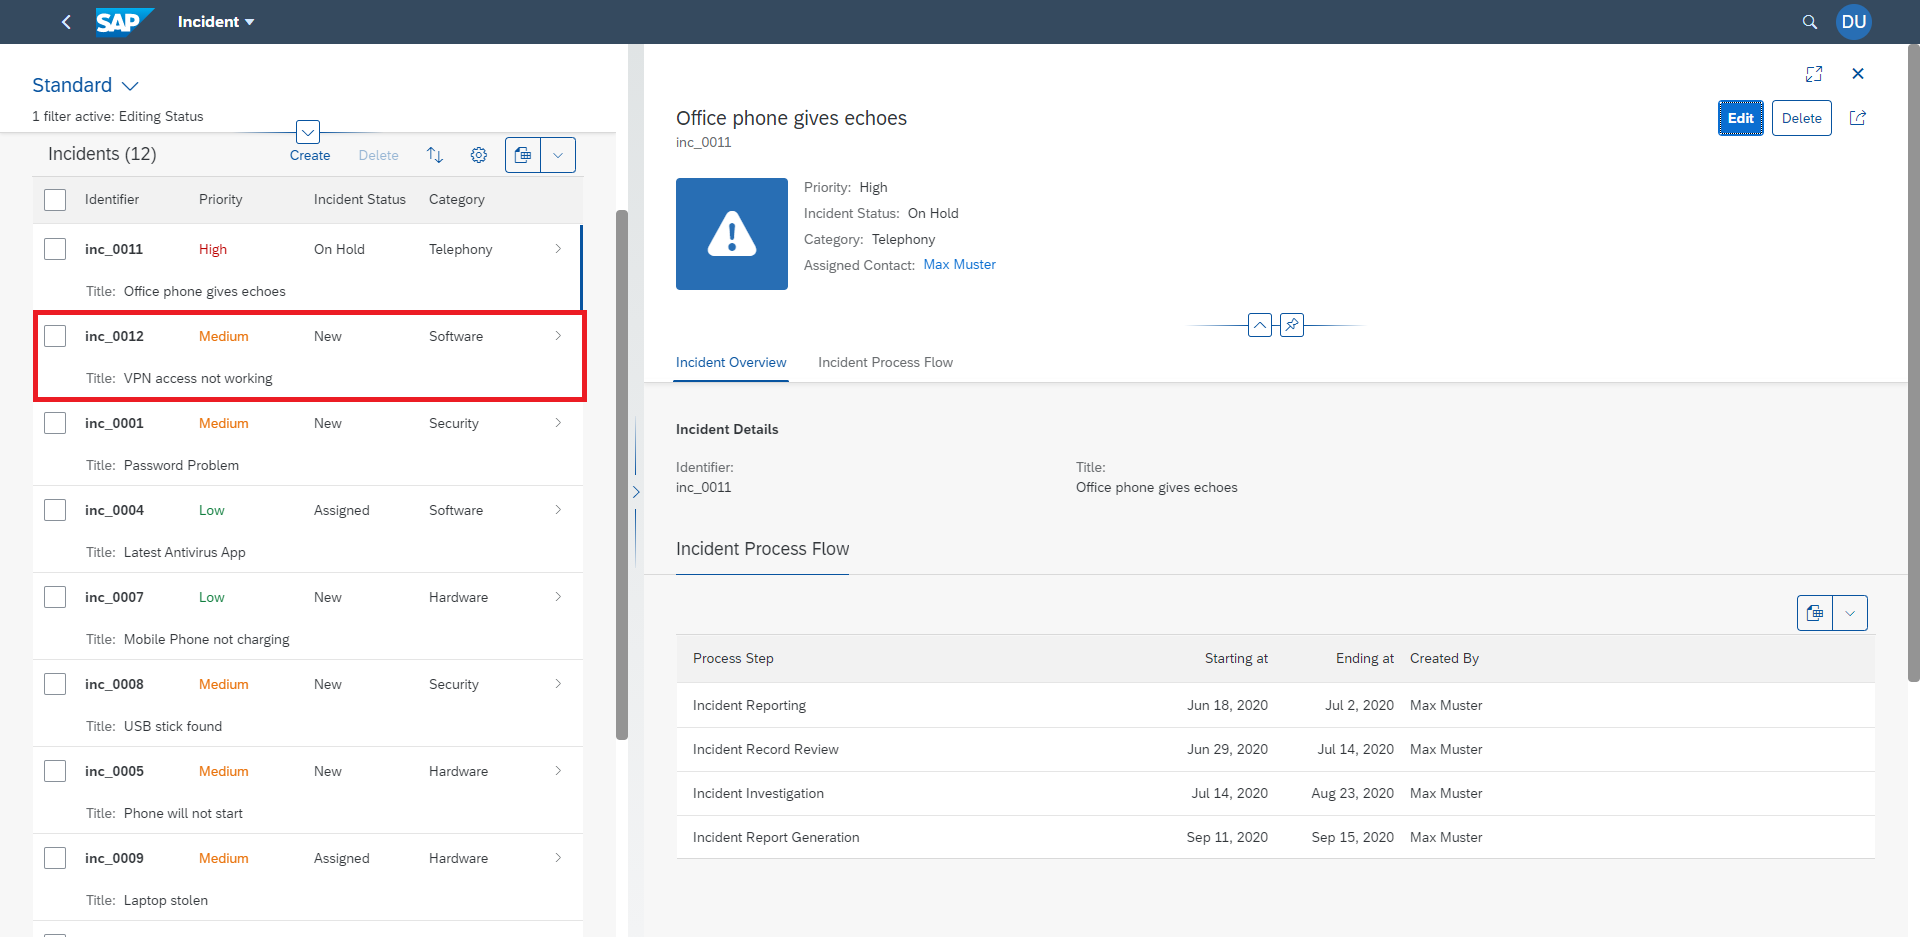 SAP
Incident
DU
Standard
1 filter active: Editing Status
Incidents (12)
Create
Delete
Identifier Priority Incident Status Category
inc_0011 High On Hold Telephony
Title: Office phone gives echoes
inc_0012 Medium New Software
Title: VPN access not working
inc_0001 Medium New Security
Title: Password Problem
inc_0004 Low Assigned Software
Title: Latest Antivirus App
inc_0007 Low New Hardware
Title: Mobile Phone not charging
inc_0008 Medium New Security
Title: USB stick found
inc_0005 Medium New Hardware
Title: Phone will not start
inc_0009 Medium Assigned Hardware
Title: Laptop stolen
Office phone gives echoes
inc_0011
Edit
Delete
Priority: High
Incident Status: On Hold
Category: Telephony
Assigned Contact: Max Muster
Incident Overview
Incident Process Flow
Incident Details
Identifier:
inc_0011
Title:
Office phone gives echoes
Incident Process Flow
Process Step Starting at Ending at Created By
Incident Reporting Jun 18, 2020 Jul 2, 2020 Max Muster
Incident Record Review Jun 29, 2020 Jul 14, 2020 Max Muster
Incident Investigation Jul 14, 2020 Aug 23, 2020 Max Muster
Incident Report Generation Sep 11, 2020 Sep 15, 2020 Max Muster